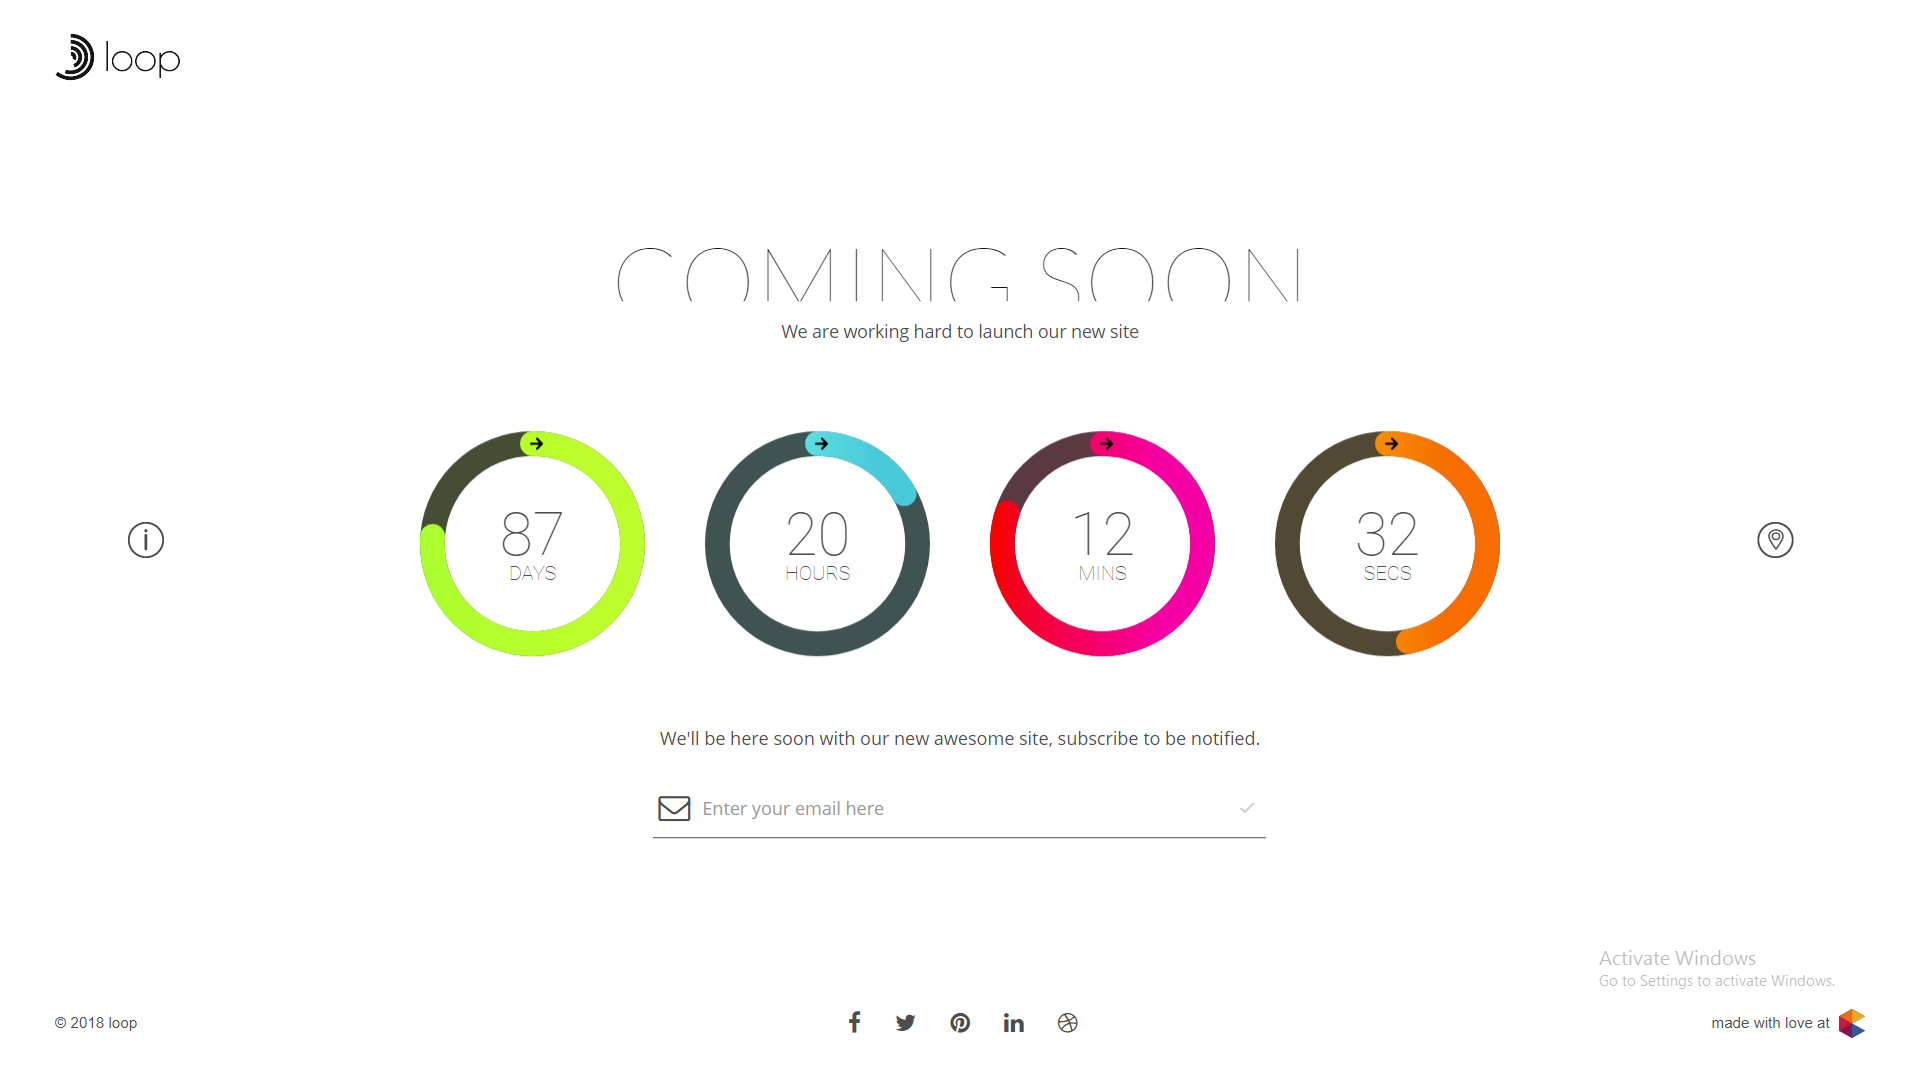 loop
COMING SOON
We are working hard to launch our new site
87
DAYS
20
HOURS
12
MINS
32
SECS
We'll be here soon with our new awesome site, subscribe to be notified.
Enter your email here
Activate Windows
Go to Settings to activate Windows.
© 2018 loop
made with love at